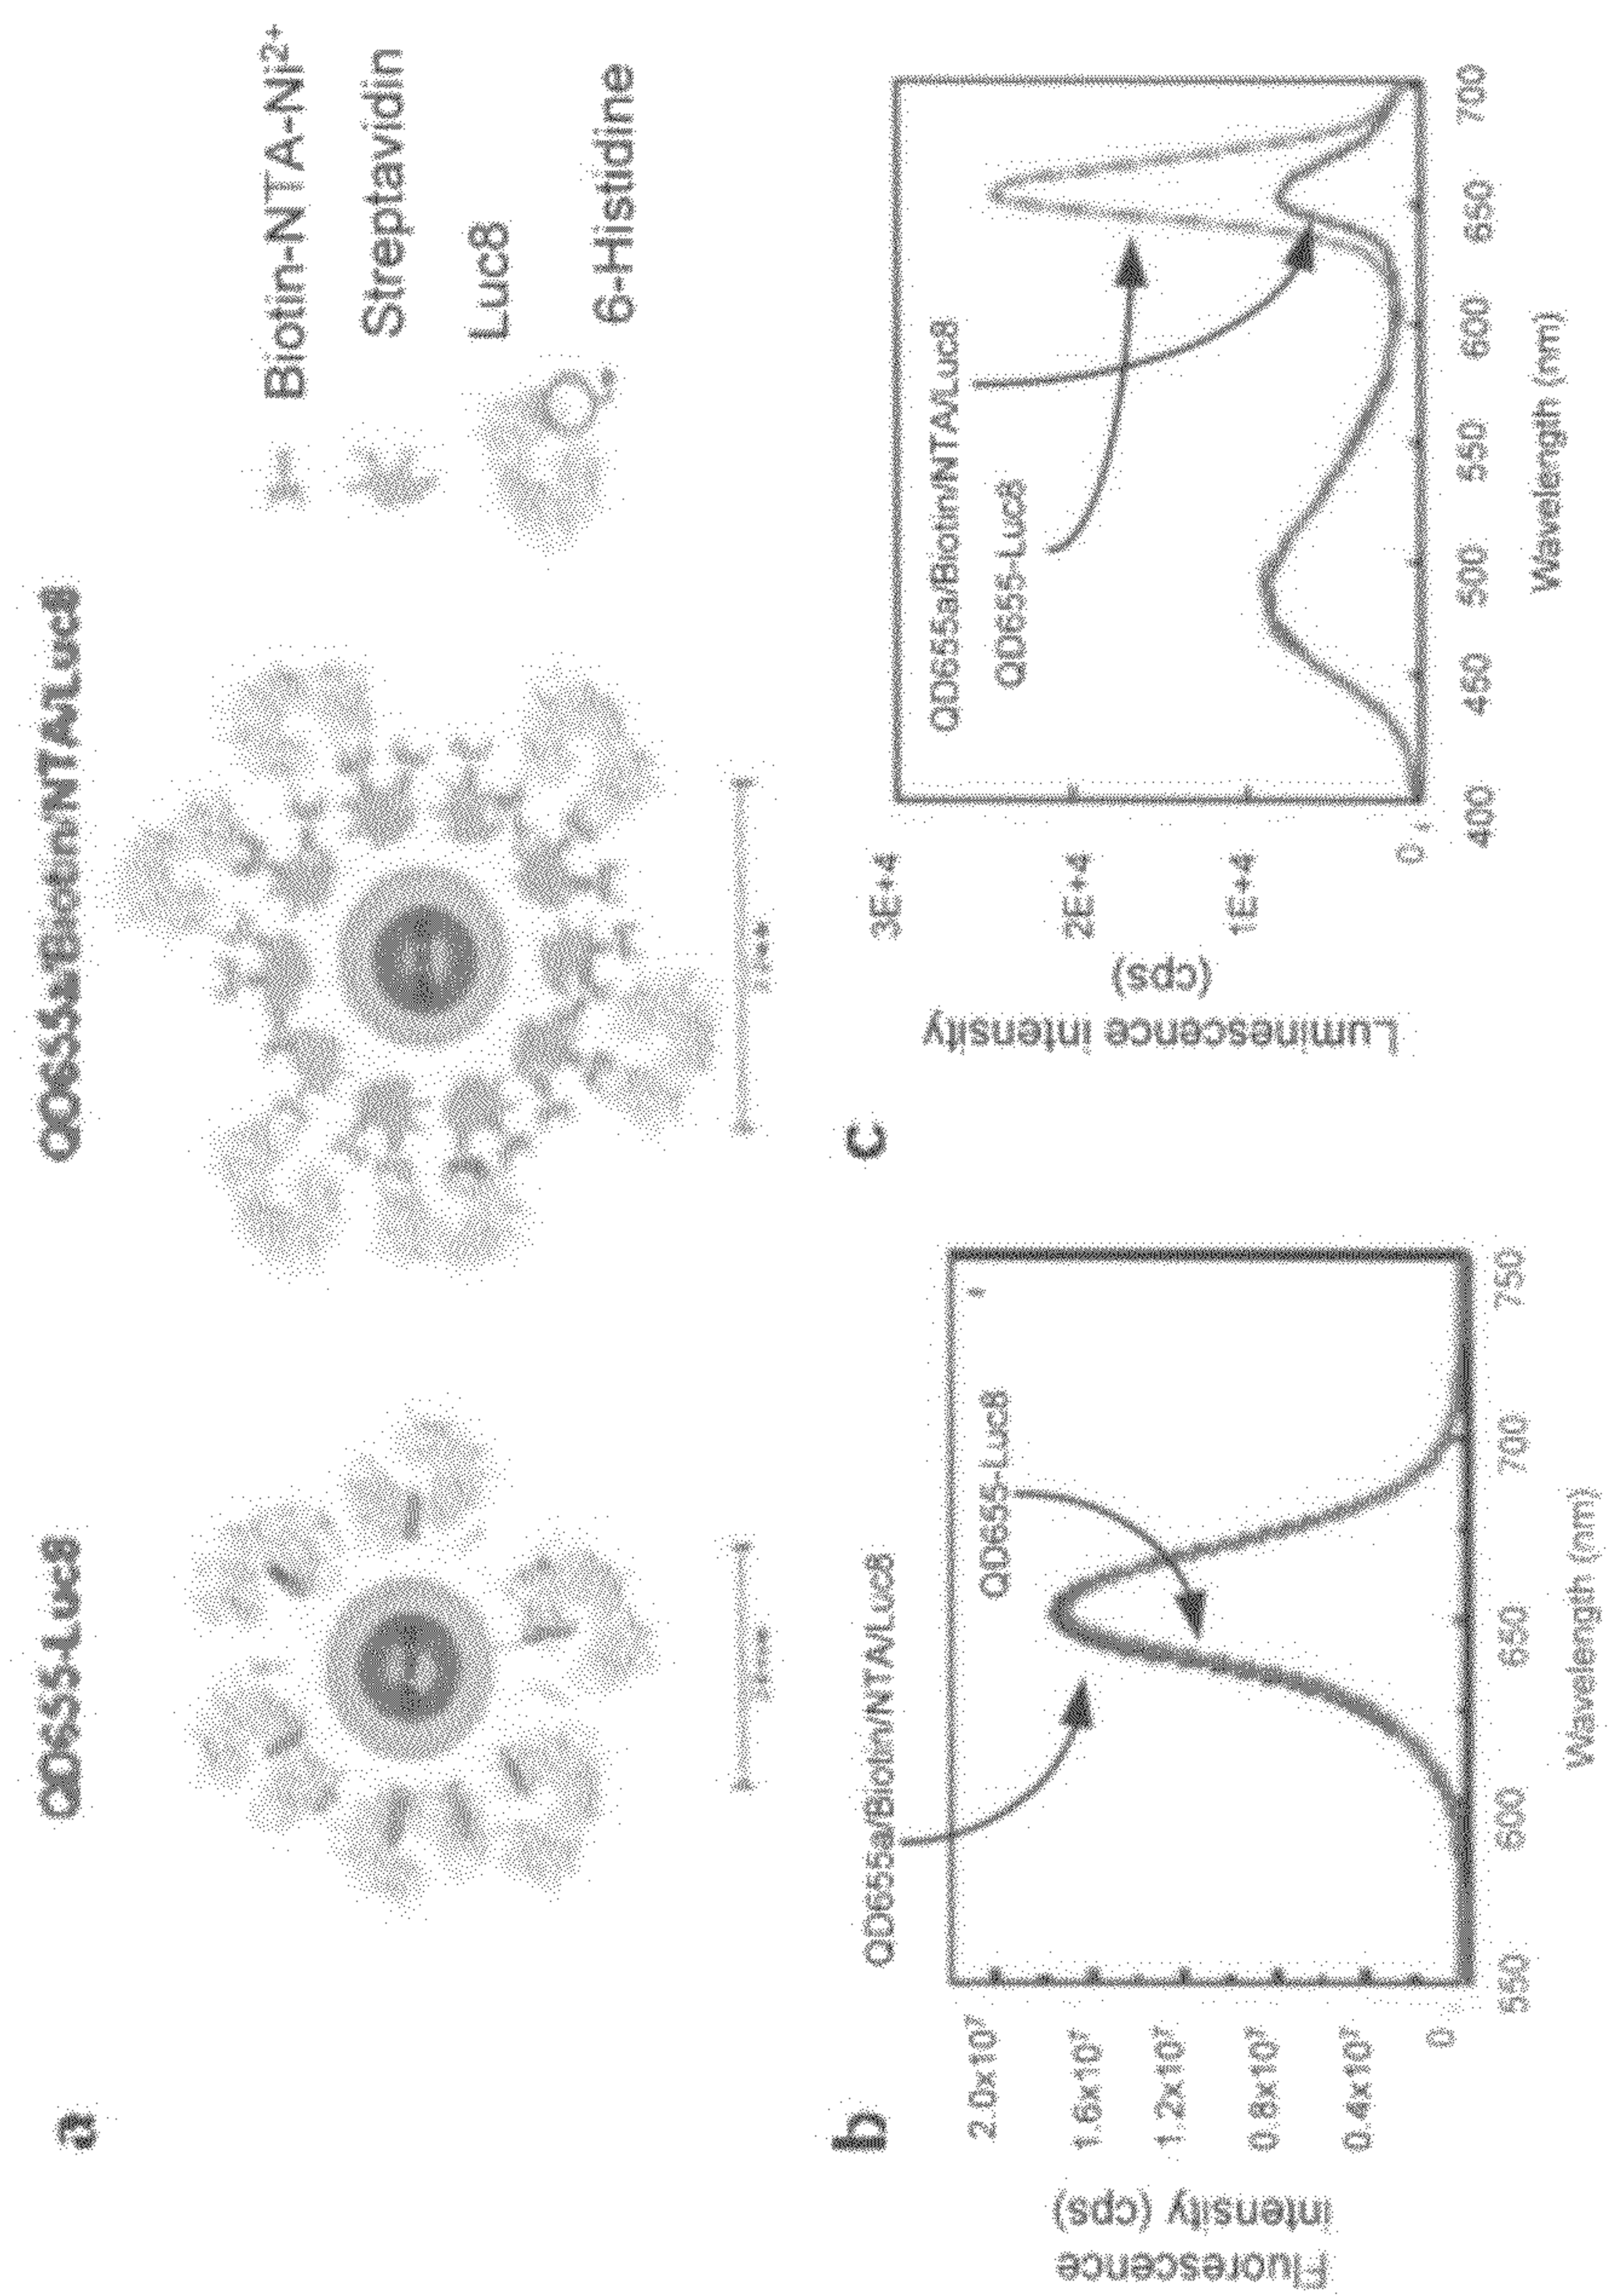 a
QD655-Luc8
QD655a/Biotin/NTA/Luc8
Biotin-NTA-Ni2+
Streptavidin
Luc8
6-Histidine
b
QD655a/Biotin/NTA/Luc8
QD655-Luc8
Fluorescence
intensity (cps)
2.0x10⁷
1.6x10⁷
1.2x10⁷
0.8x10⁷
0.4x10⁷
0
550
600
650
700
750
Wavelength (nm)
c
QD655a/Biotin/NTA/Luc8
QD655-Luc8
Luminescence intensity
(cps)
3E+4
2E+4
1E+4
0
400
450
500
550
600
650
700
Wavelength (nm)